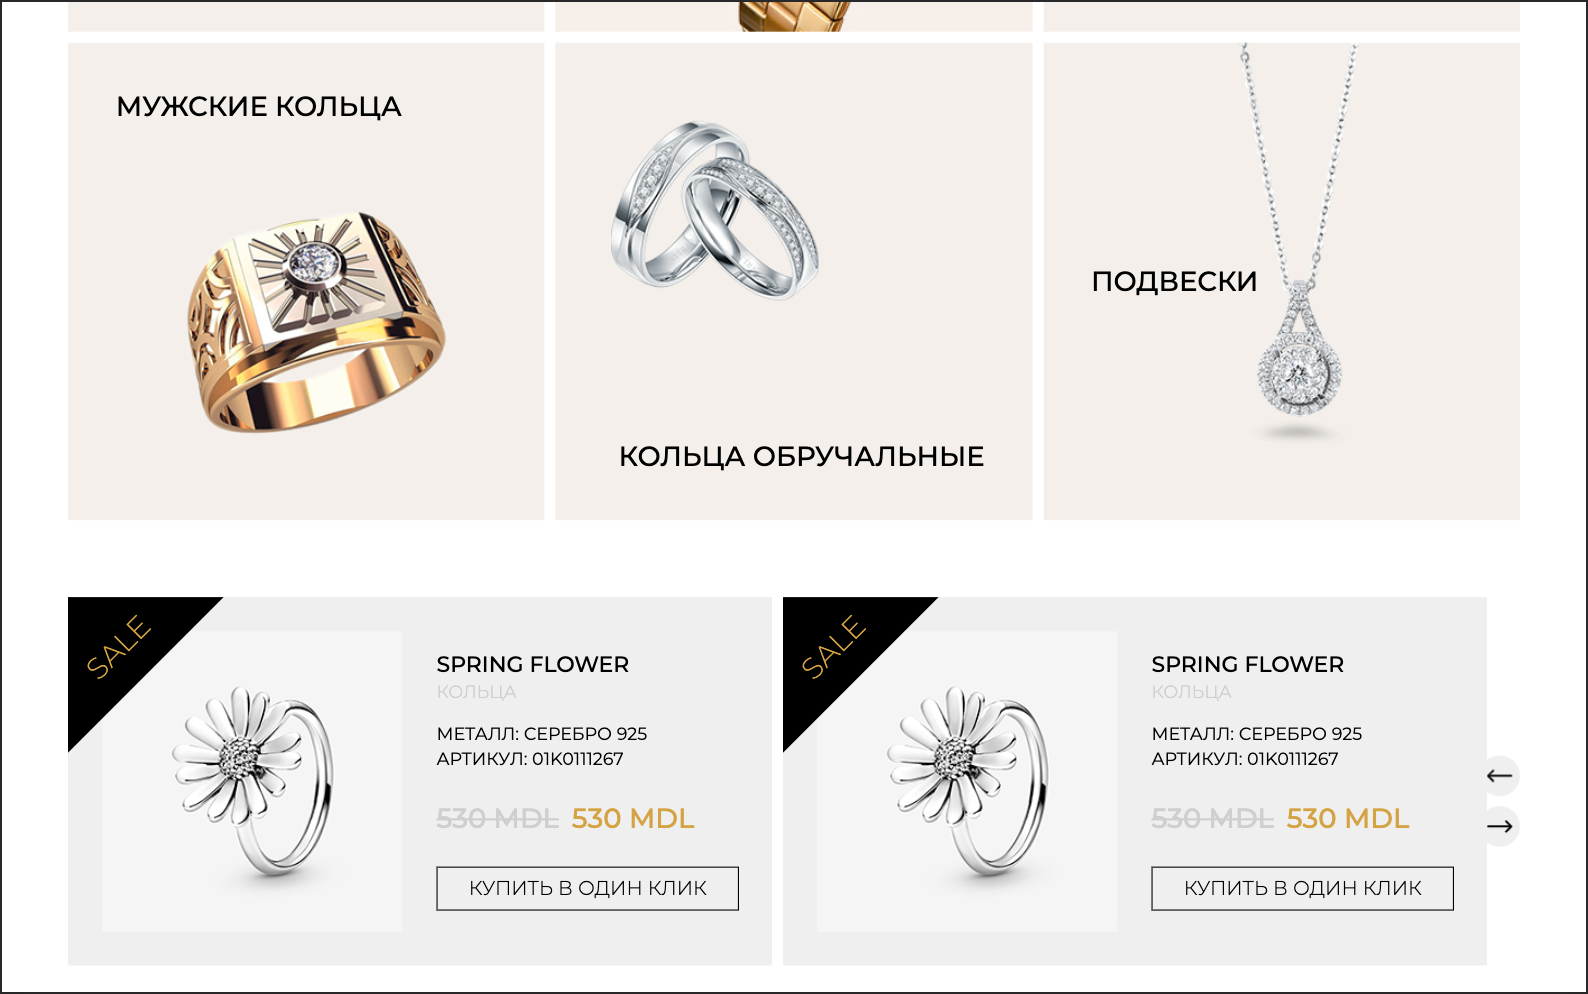 МУЖСКИЕ КОЛЬЦА
ПОДВЕСКИ
КОЛЬЦА ОБРУЧАЛЬНЫЕ
SALE
SPRING FLOWER
КОЛЬЦА
МЕТАЛЛ: СЕРЕБРО 925
АРТИКУЛ: 01K0111267
530 MDL 530 MDL
КУПИТЬ В ОДИН КЛИК
SALE
SPRING FLOWER
КОЛЬЦА
МЕТАЛЛ: СЕРЕБРО 925
АРТИКУЛ: 01K0111267
530 MDL 530 MDL
КУПИТЬ В ОДИН КЛИК